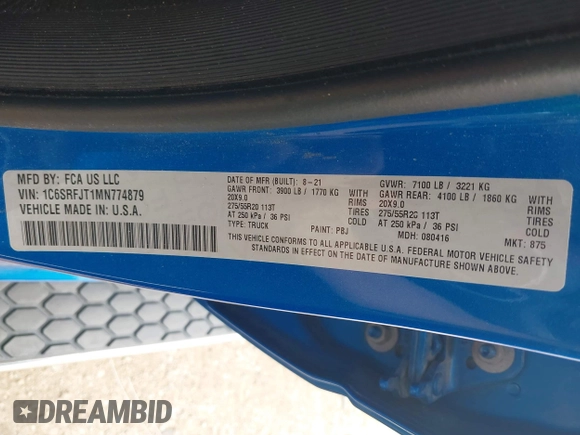 MFD BY: FCA US LLC
VIN: 1C6SRFJT1MN774879
VEHICLE MADE IN U.S.A.
DATE OF MFR (BUILT): 8-21
GAWR FRONT: 3900 LB / 1770 KG
WITH
20X9.0
RIMS
275/55R20 113T
TIRES
AT 250 kPa / 36 PSI
COLD
TYPE: TRUCK
PAINT: PBJ
GVWR: 7100 LB / 3221 KG
GAWR REAR: 4100 LB / 1860 KG
WITH
20X9.0
RIMS
275/55R20 113T
TIRES
AT 250 kPa / 36 PSI
COLD
MDH: 080416
MKT: 875
THIS VEHICLE CONFORMS TO ALL APPLICABLE U.S.A. FEDERAL MOTOR VEHICLE SAFETY
STANDARDS IN EFFECT ON THE DATE OF MANUFACTURE SHOWN ABOVE.
DREAMBID